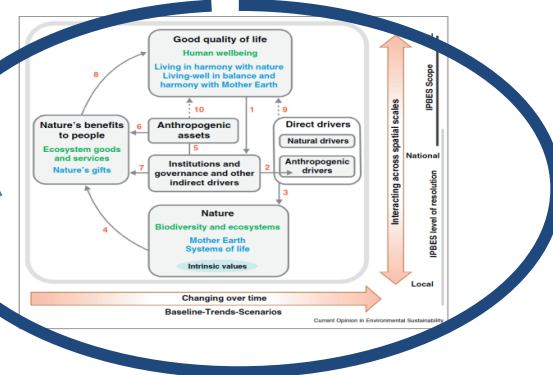 Good quality of life
Human wellbeing
Living in harmony with nature
Living-well in balance and
harmony with Mother Earth
8
10
1
9
Nature's benefits
to people
Ecosystem goods
and services
Nature's gifts
6
Anthropogenic
assets
5
Direct drivers
Natural drivers
Anthropogenic
drivers
7
Institutions and
governance and other
indirect drivers
2
3
4
Nature
Biodiversity and ecosystems
Mother Earth
Systems of life
Intrinsic values
Interacting across spatial scales
IPBES Scope
National
IPBES level of resolution
Local
Changing over time
Baseline-Trends-Scenarios
Current Opinion in Environmental Sustainability